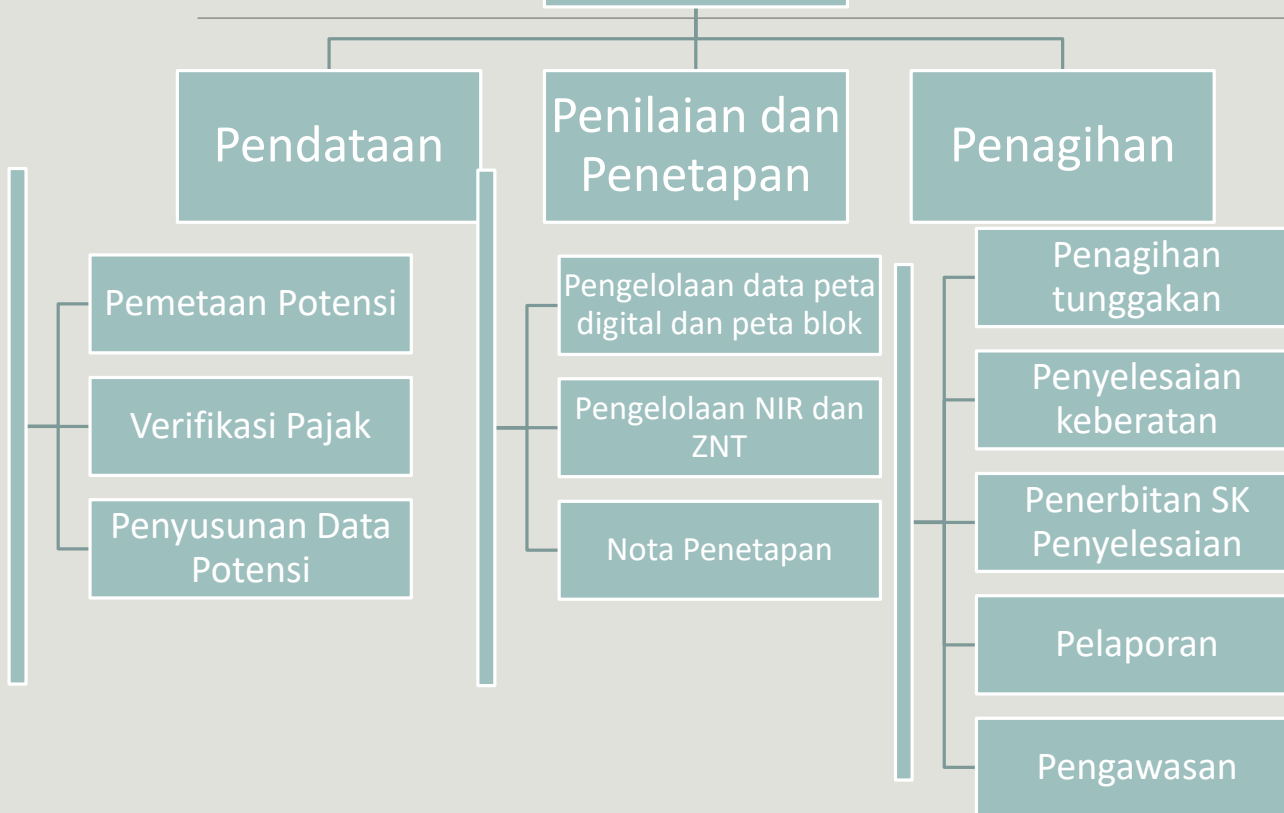 Pendataan
Pemetaan Potensi
Verifikasi Pajak
Penyusunan Data
Potensi
Penilaian dan
Penetapan
Pengelolaan data peta
digital dan peta blok
Pengelolaan NIR dan
ZNT
Nota Penetapan
Penagihan
Penagihan
tunggakan
Penyelesaian
keberatan
Penerbitan SK
Penyelesaian
Pelaporan
Pengawasan